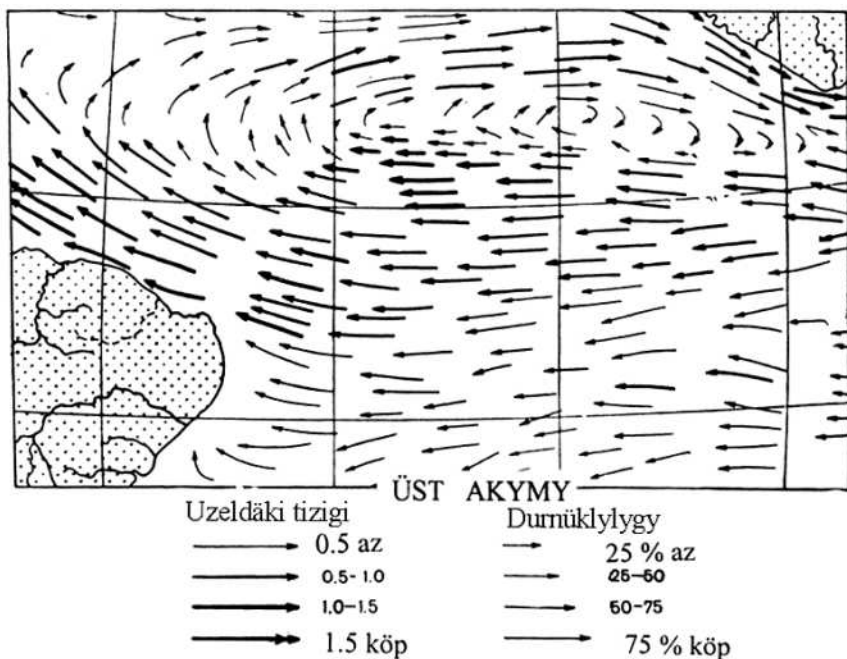 ÜST AKYMY
Uzeldäki tizigi
0.5 az
0.5-1.0
1.0-1.5
1.5 köp
Durnüklylygy
25 % az
25-50
50-75
75 % köp